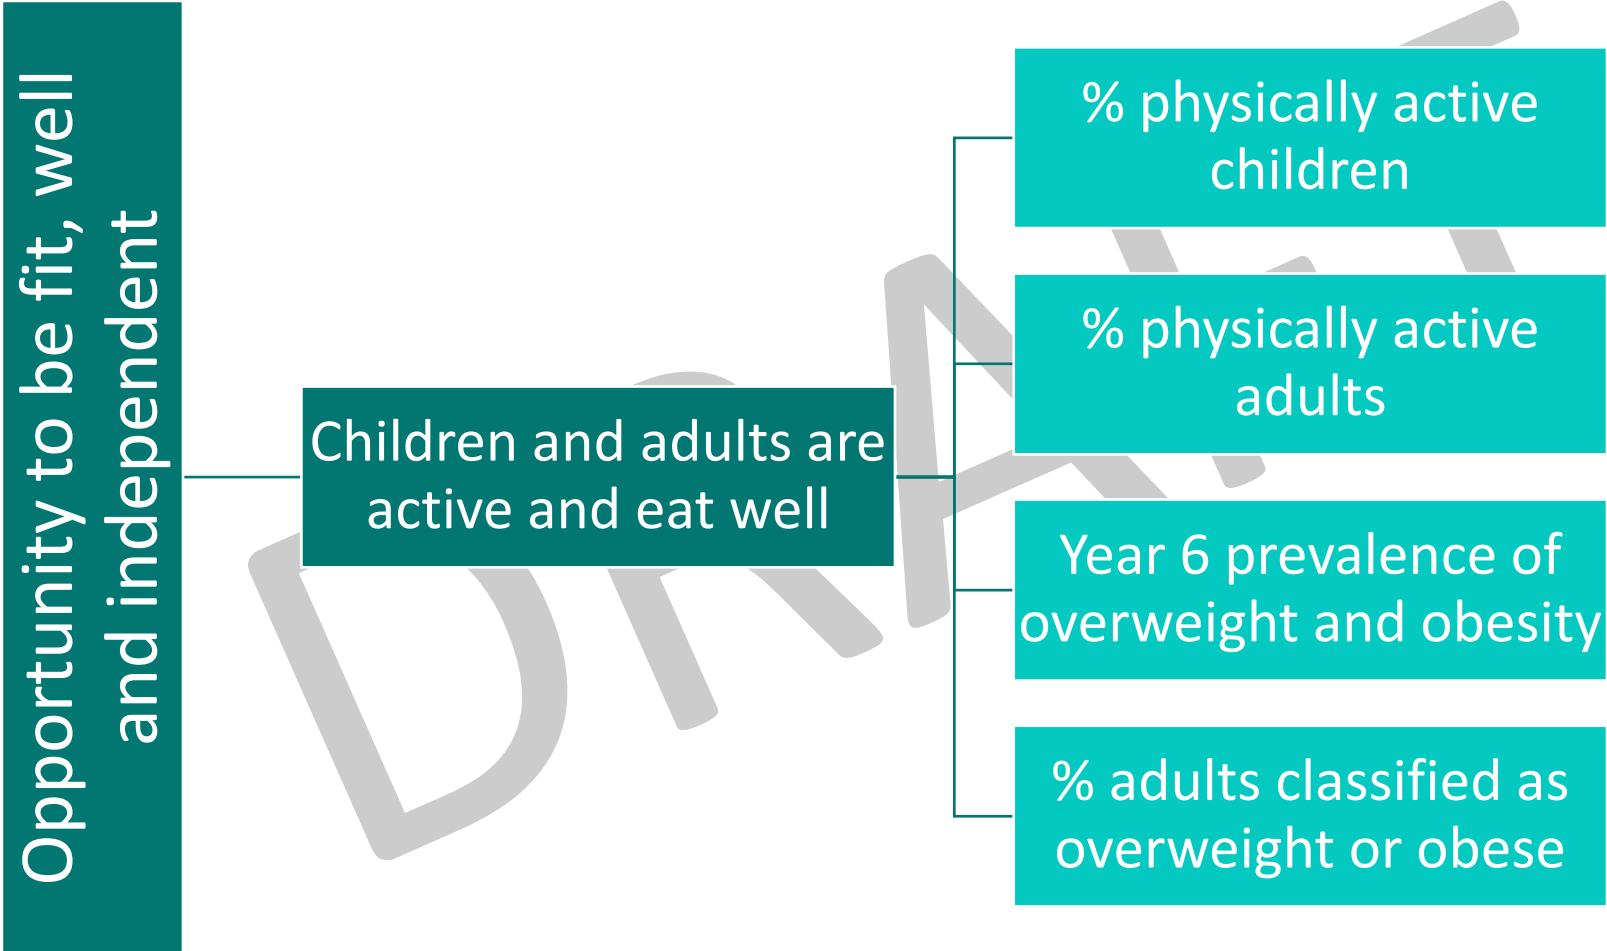 Opportunity to be fit, well
and independent
Children and adults are
active and eat well
% physically active
children
% physically active
adults
Year 6 prevalence of
overweight and obesity
% adults classified as
overweight or obese
DRAFT